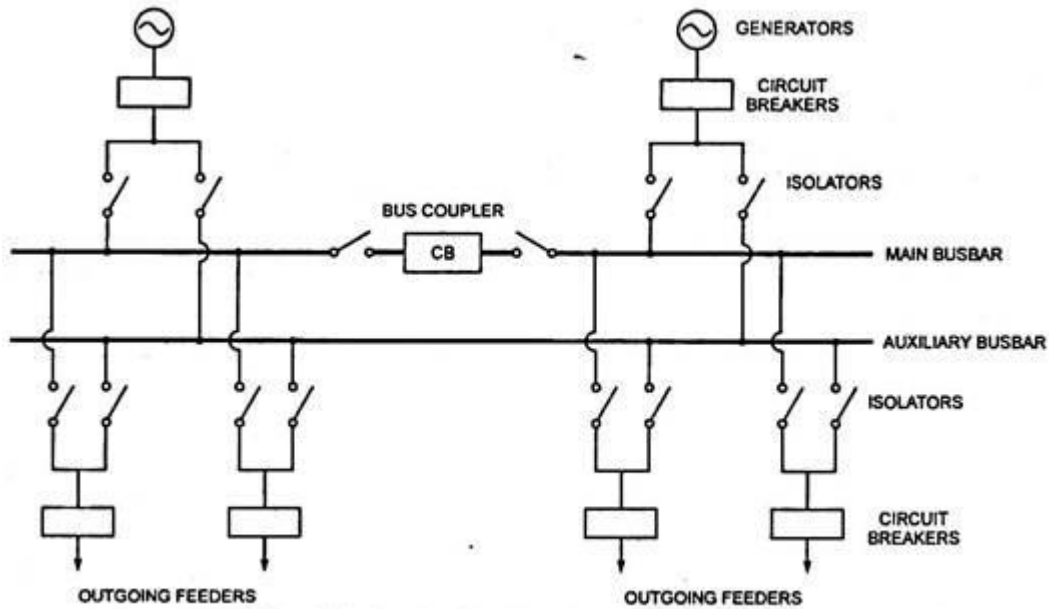 GENERATORS
CIRCUIT
BREAKERS
ISOLATORS
BUS COUPLER
CB
MAIN BUSBAR
AUXILIARY BUSBAR
ISOLATORS
CIRCUIT
BREAKERS
OUTGOING FEEDERS
OUTGOING FEEDERS